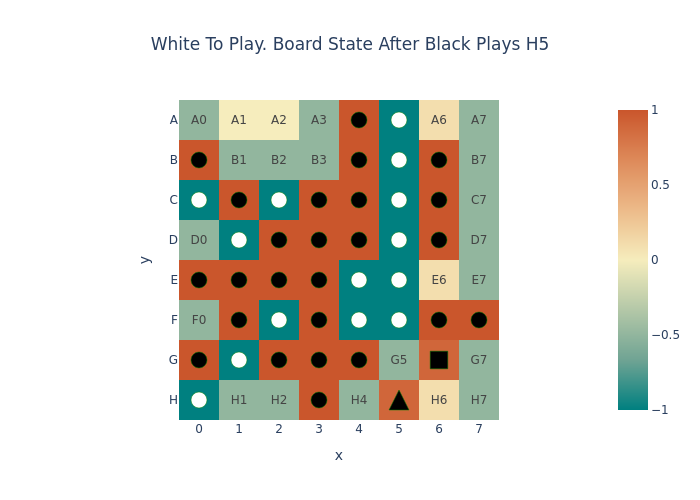 White To Play. Board State After Black Plays H5
A A0 A1 A2 A3 A6 A7
B B1 B2 B3 B7
C C7
D D0 D7
E E6 E7
F F0
G G5 G7
H H1 H2 H4 H6 H7
0 1 2 3 4 5 6 7
x
y
1
0.5
0
−0.5
−1